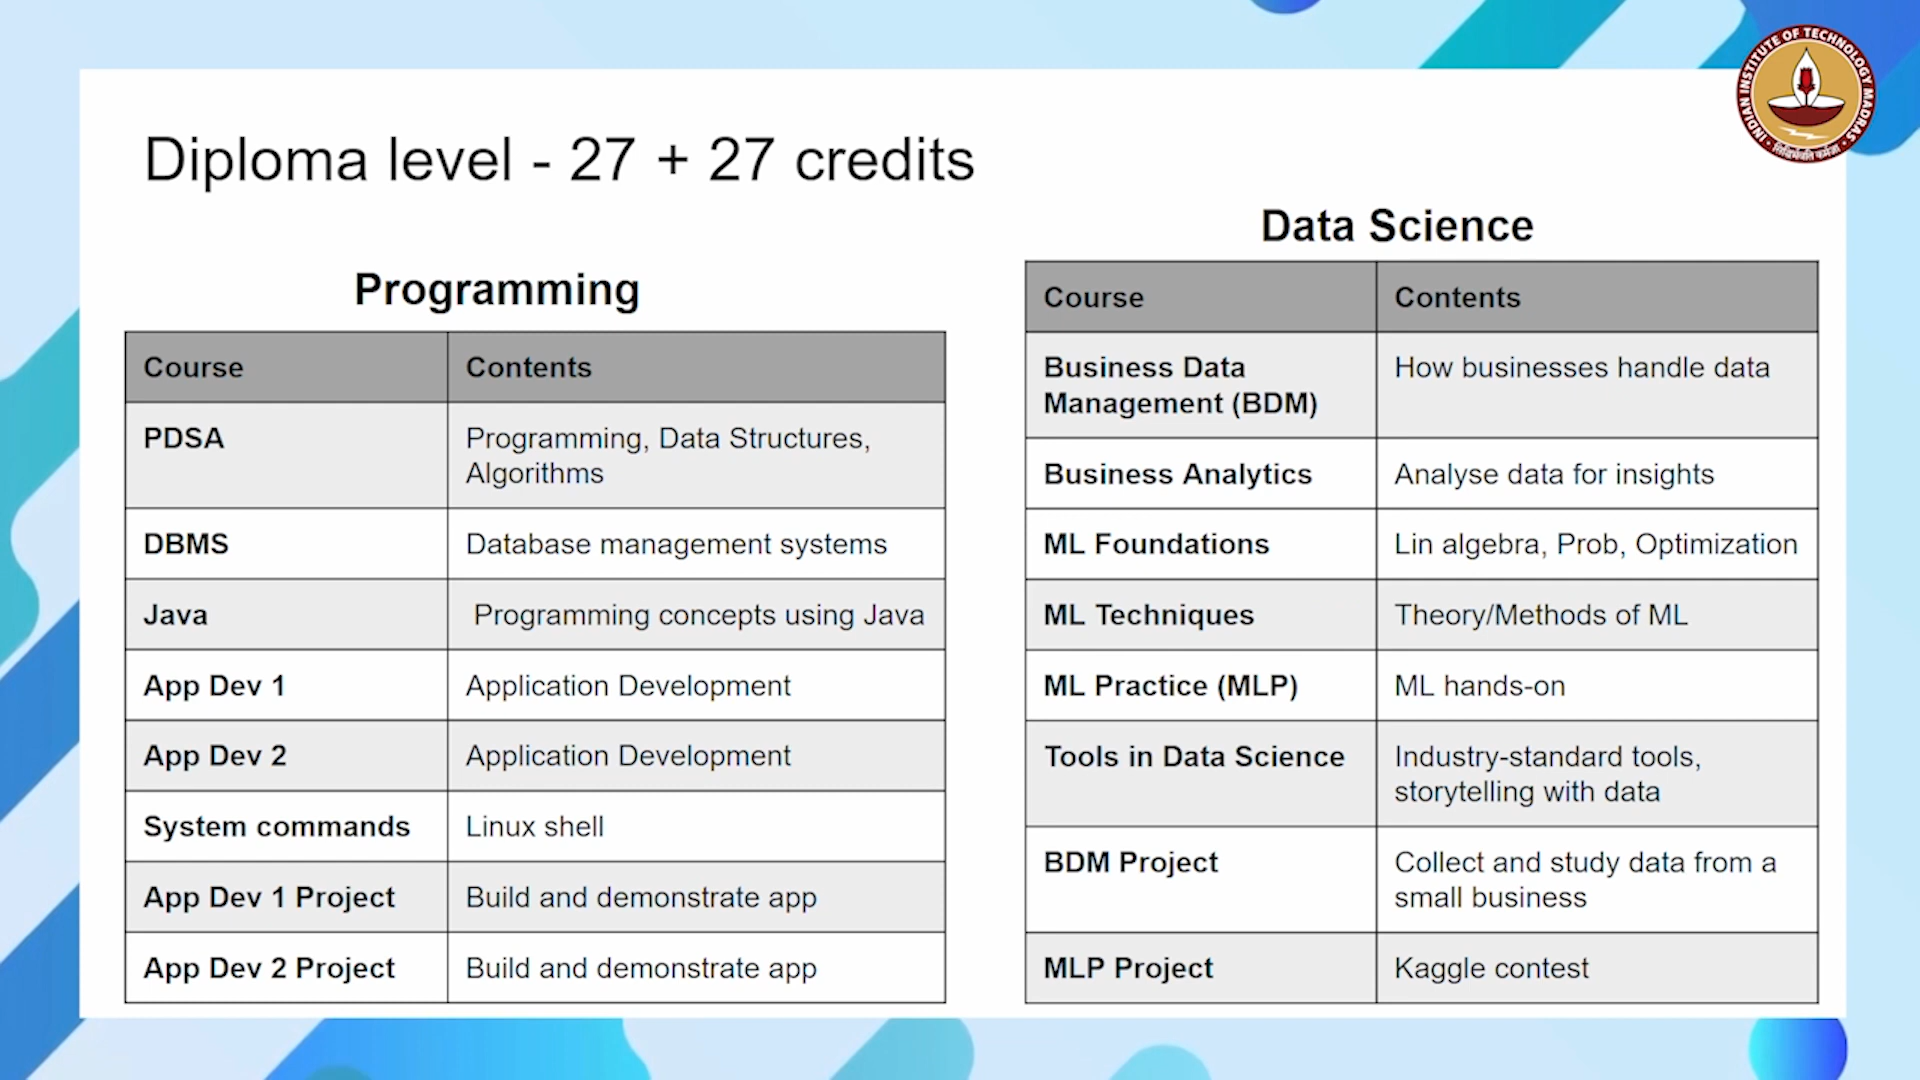 INDIAN INSTITUTE OF TECHNOLOGY MADRAS
Diploma level - 27 + 27 credits
Programming
Course Contents
PDSA Programming, Data Structures,
Algorithms
DBMS Database management systems
Java Programming concepts using Java
App Dev 1 Application Development
App Dev 2 Application Development
System commands Linux shell
App Dev 1 Project Build and demonstrate app
App Dev 2 Project Build and demonstrate app
Data Science
Course Contents
Business Data How businesses handle data
Management (BDM)
Business Analytics Analyse data for insights
ML Foundations Lin algebra, Prob, Optimization
ML Techniques Theory/Methods of ML
ML Practice (MLP) ML hands-on
Tools in Data Science Industry-standard tools,
storytelling with data
BDM Project Collect and study data from a
small business
MLP Project Kaggle contest